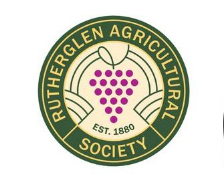 RUTHERGLEN AGRICULTURAL
SOCIETY
EST. 1880